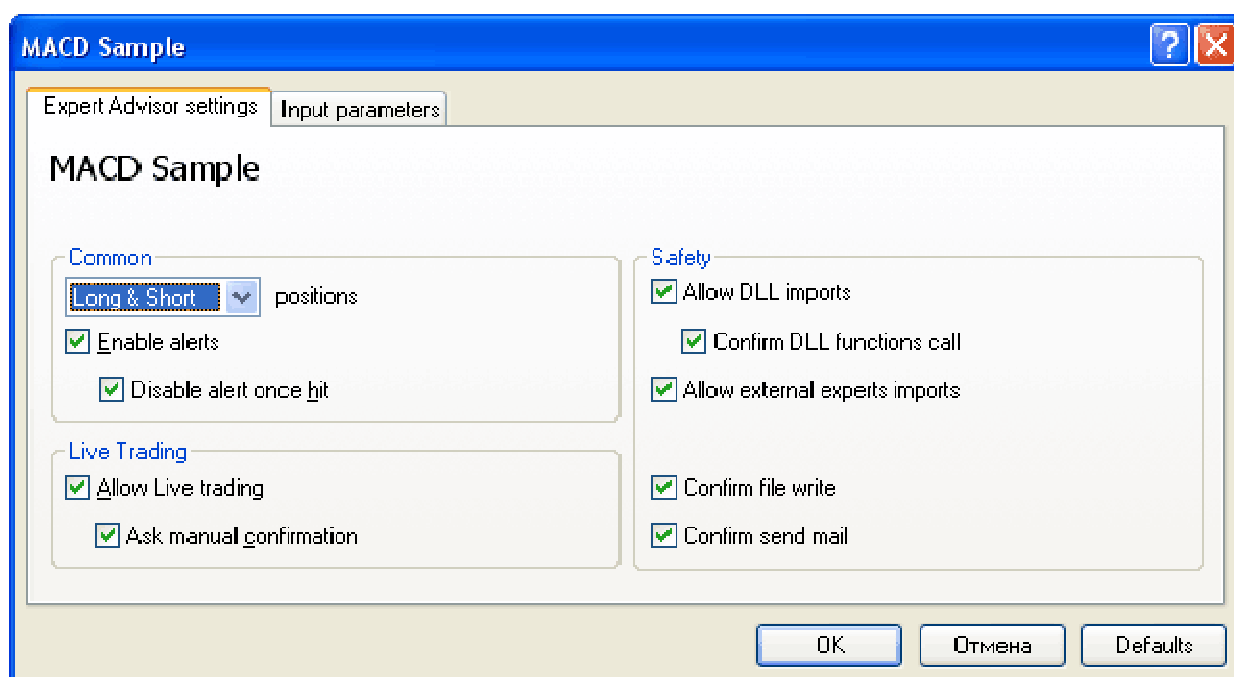 MACD Sample
Expert Advisor settings
Input parameters
MACD Sample
Common
Long & Short
positions
Enable alerts
Disable alert once hit
Live Trading
Allow Live trading
Ask manual confirmation
Safety
Allow DLL imports
Confirm DLL functions call
Allow external experts imports
Confirm file write
Confirm send mail
OK
Отмена
Defaults